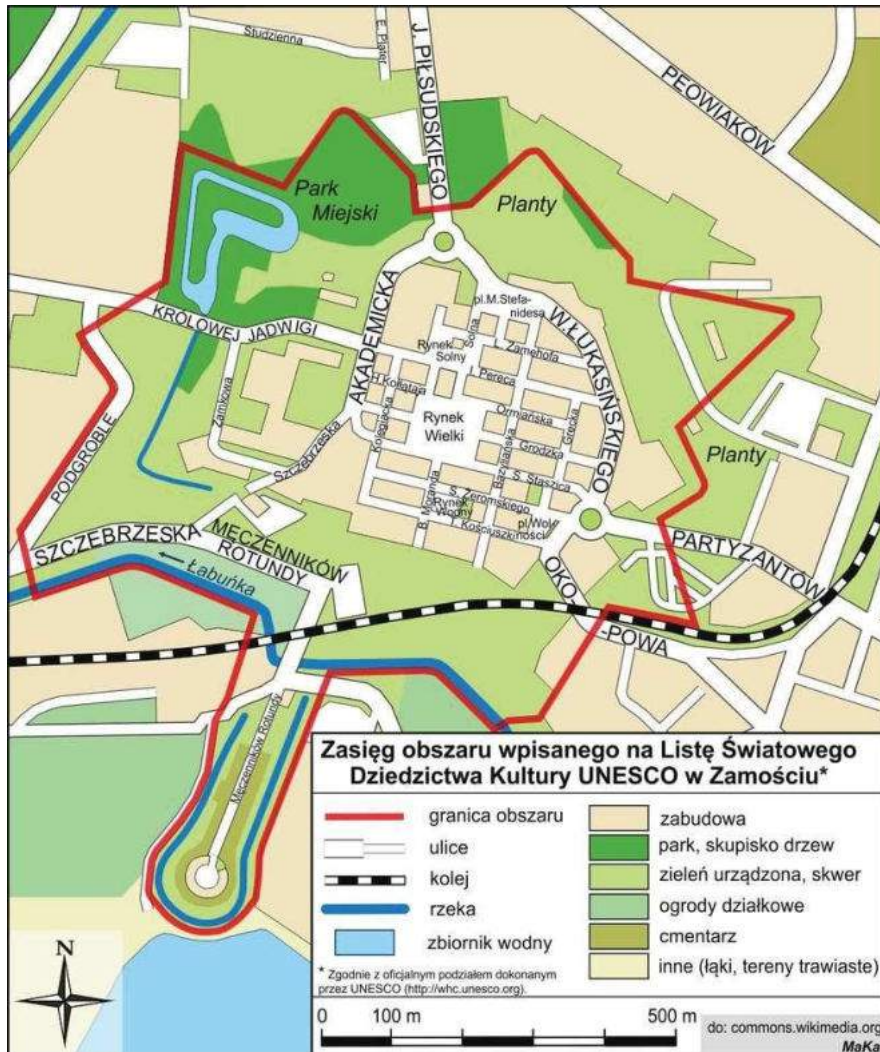 Studzienna
E. Plater
J. PIŁSUDSKIEGO
PEOWIAKÓW
Park
Miejski
Planty
KRÓLOWEJ JADWIGI
AKADEMICKA
pl.M.Stefa-
nidesa
W.ŁUKASIŃSKIEGO
Solna
Rynek
Solny
L. Zamehofa
I. Pereca
H.Kołłątaja
Kolegiacka
Ormiańska
Rynek
Wielki
Grecka
Grodzka
Bazyliańska
S. Staszica
Zamkowa
Szczebrzeska
PODGROBLE
Planty
B. Moranda
S. Żeromskiego
Rynek
Wodny
T. Kościuszki
pl.Wol-
ności
SZCZEBRZESKA
MĘCZENNIKÓW
ROTUNDY
PARTYZANTÓW
Łabuńka
OKO
-POWA
Męczenników Rotundy
Zasięg obszaru wpisanego na Listę Światowego
Dziedzictwa Kultury UNESCO w Zamościu*
granica obszaru
ulice
kolej
rzeka
zbiornik wodny
zabudowa
park, skupisko drzew
zieleń urządzona, skwer
ogrody działkowe
cmentarz
inne (łąki, tereny trawiaste)
* Zgodnie z oficjalnym podziałem dokonanym
przez UNESCO (http://whc.unesco.org).
N
0 100 m 500 m
do: commons.wikimedia.org
MaKa